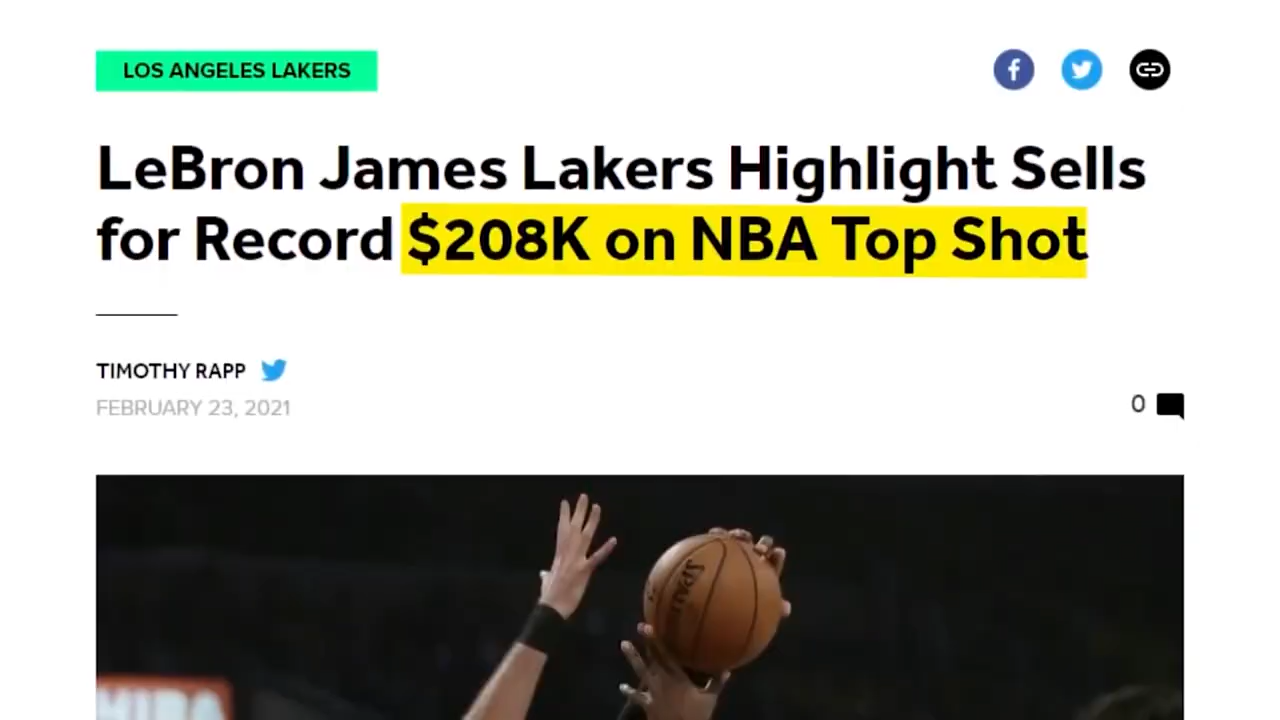 LOS ANGELES LAKERS
LeBron James Lakers Highlight Sells
for Record $208K on NBA Top Shot
TIMOTHY RAPP
FEBRUARY 23, 2021
0